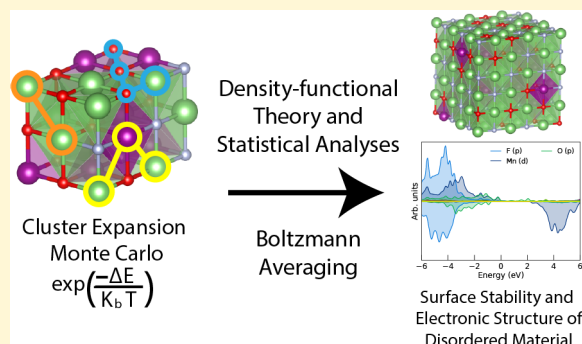 Density-functional
Theory and
Statistical Analyses
Boltzmann
Averaging
Cluster Expansion
Monte Carlo
exp(-ΔE/K_b T)
F (p)
O (p)
Mn (d)
Arb. units
-6 -4 -2 0 2 4 6
Energy (eV)
Surface Stability and
Electronic Structure of
Disordered Material